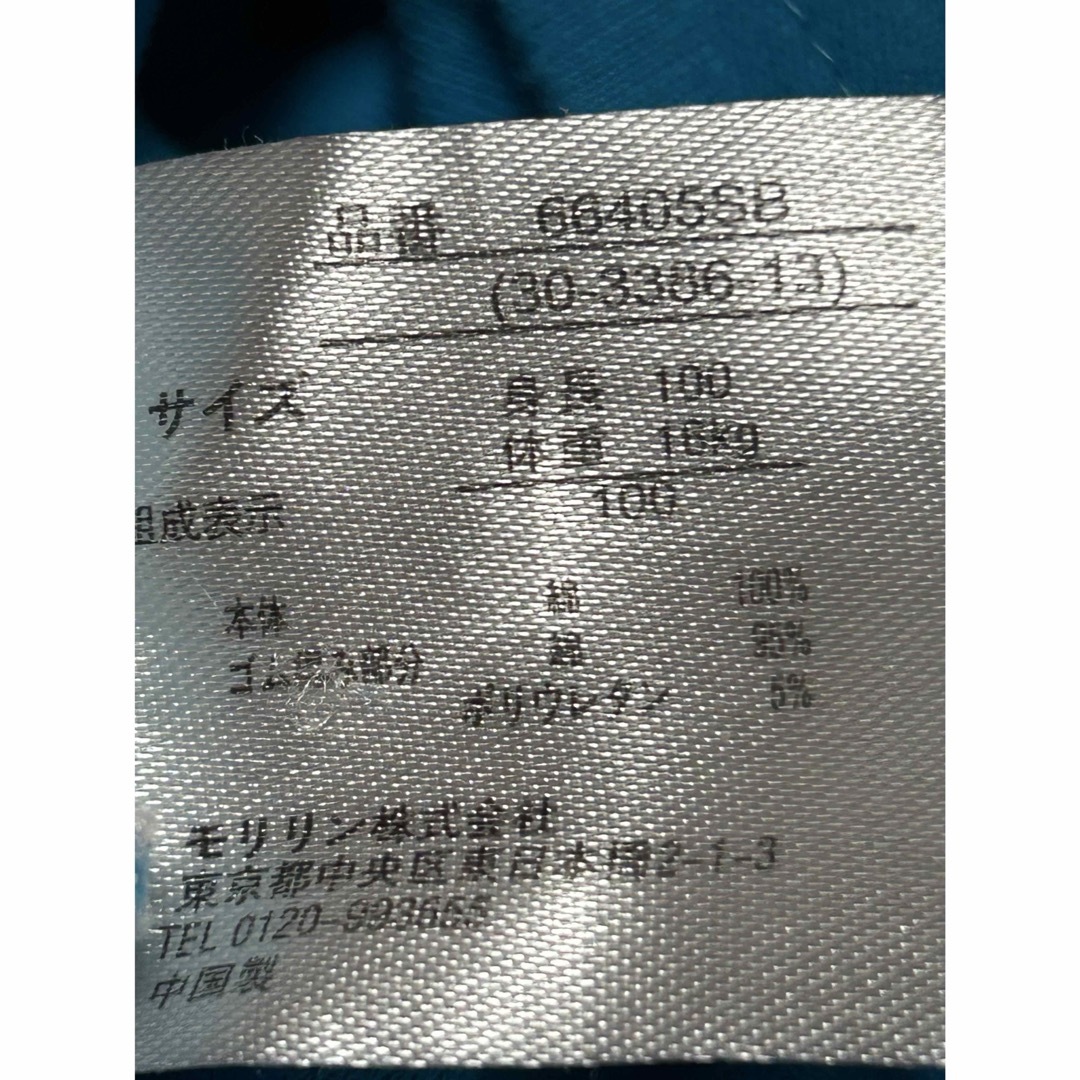 品番 66405SB
(30-3386-13)
サイズ 身長 100
体重 16kg
100
組成表示
本体 綿 100%
ゴム編み部分 綿 95%
ポリウレタン 5%
モリリン株式会社
東京都中央区東日本橋2-1-3
TEL 0120-993655
中国製